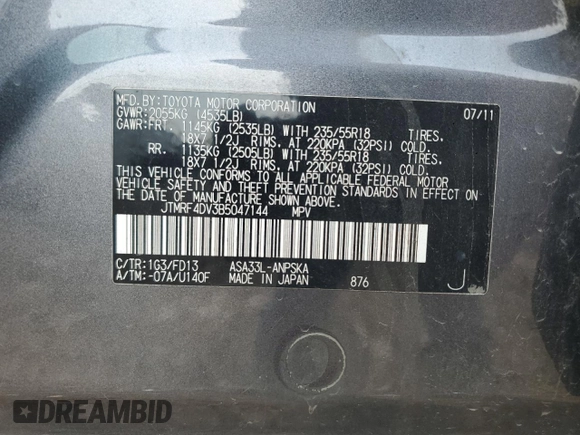 MFD.BY:TOYOTA MOTOR CORPORATION 07/11
GVWR:2055KG (4535LB)
GAWR:FRT. 1145KG (2535LB) WITH 235/55R18 TIRES.
18X7 1/2J RIMS. AT 220KPA (32PSI) COLD.
RR. 1135KG (2505LB) WITH 235/55R18 TIRES.
18X7 1/2J RIMS. AT 220KPA (32PSI) COLD.
THIS VEHICLE CONFORMS TO ALL APPLICABLE FEDERAL MOTOR
VEHICLE SAFETY AND THEFT PREVENTION STANDARDS IN EFFECT ON
THE DATE OF MANUFACTURE SHOWN ABOVE.
JTMRF4DV3B5047144 MPV
C/TR:1G3/FD13 ASA33L-ANPSKA
A/TM:-07A/U140F MADE IN JAPAN 876 J
DREAMBID